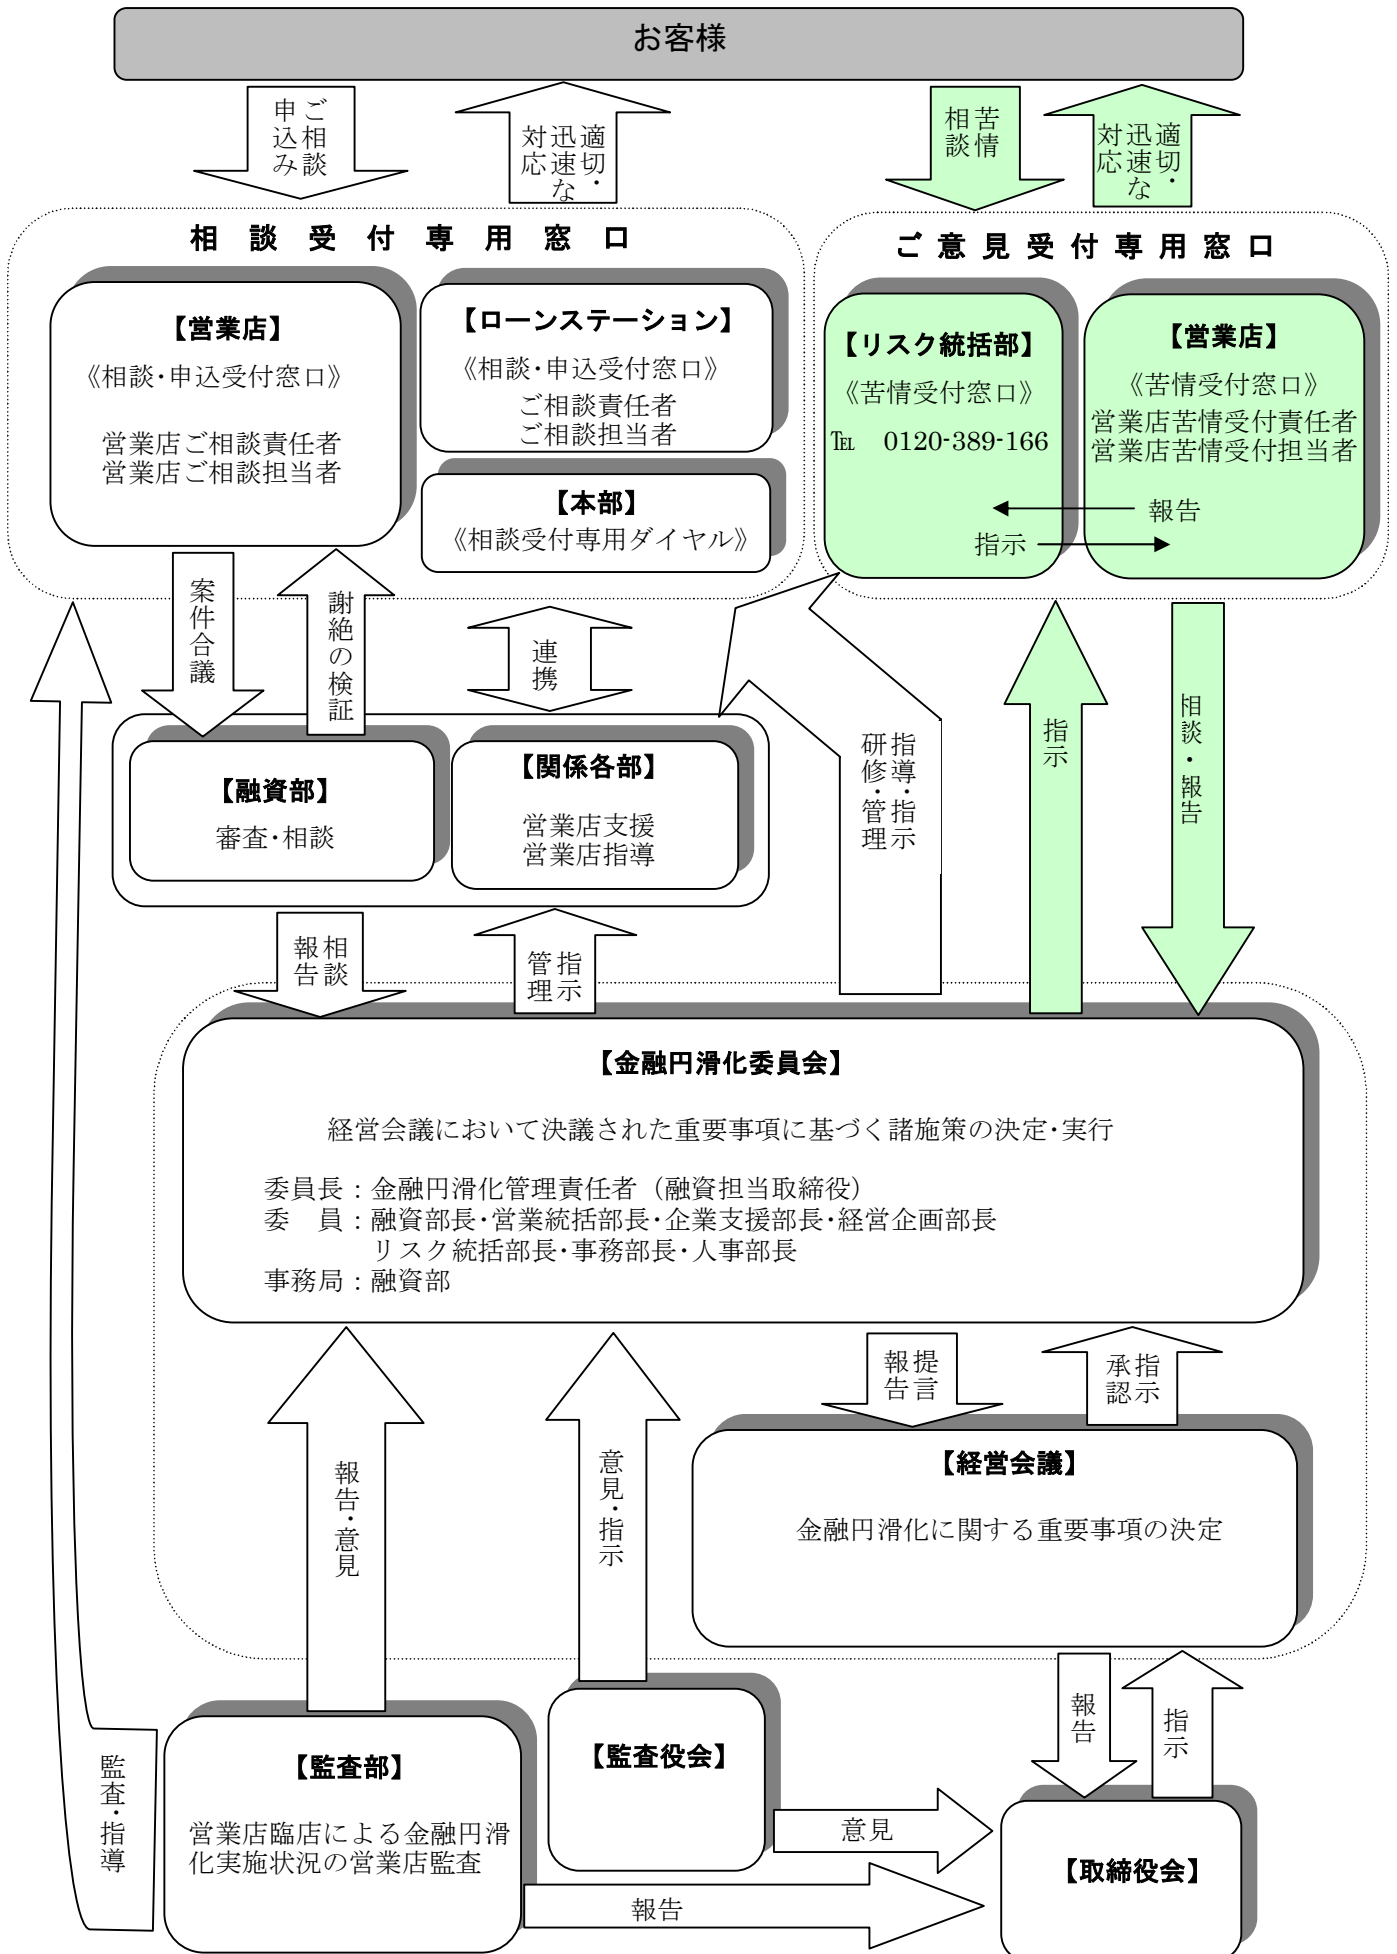 お客様
ご相談
申込み
適切・
迅速な
対応
苦情
相談
適切・
迅速な
対応
相談受付専用窓口
【営業店】
《相談・申込受付窓口》
営業店ご相談責任者
営業店ご相談担当者
【ローンステーション】
《相談・申込受付窓口》
ご相談責任者
ご相談担当者
【本部】
《相談受付専用ダイヤル》
ご意見受付専用窓口
【リスク統括部】
《苦情受付窓口》
℡ 0120-389-166
【営業店】
《苦情受付窓口》
営業店苦情受付責任者
営業店苦情受付担当者
報告
指示
案件合議
謝絶の検証
連携
指導・指示
研修・管理
指示
相談・報告
【融資部】
審査・相談
【関係各部】
営業店支援
営業店指導
相談
報告
指示
管理
【金融円滑化委員会】
経営会議において決議された重要事項に基づく諸施策の決定・実行
委員長：金融円滑化管理責任者（融資担当取締役）
委　員：融資部長・営業統括部長・企業支援部長・経営企画部長
リスク統括部長・事務部長・人事部長
事務局：融資部
報告・意見
意見・指示
提言
報告
指示
承認
【経営会議】
金融円滑化に関する重要事項の決定
報告
指示
監査・指導
【監査部】
営業店臨店による金融円滑
化実施状況の営業店監査
【監査役会】
意見
報告
【取締役会】